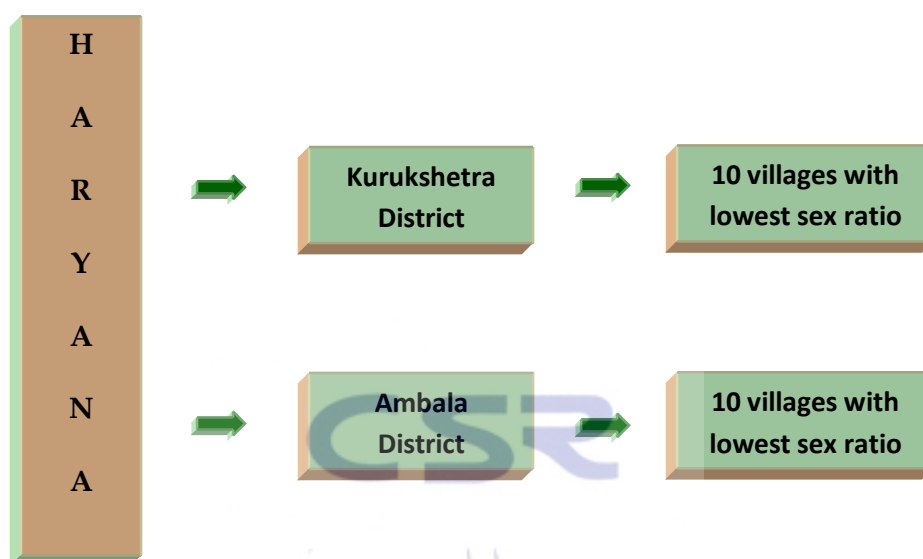 H
A
R
Y
A
N
A
Kurukshetra
District
10 villages with
lowest sex ratio
Ambala
District
10 villages with
lowest sex ratio
CSR